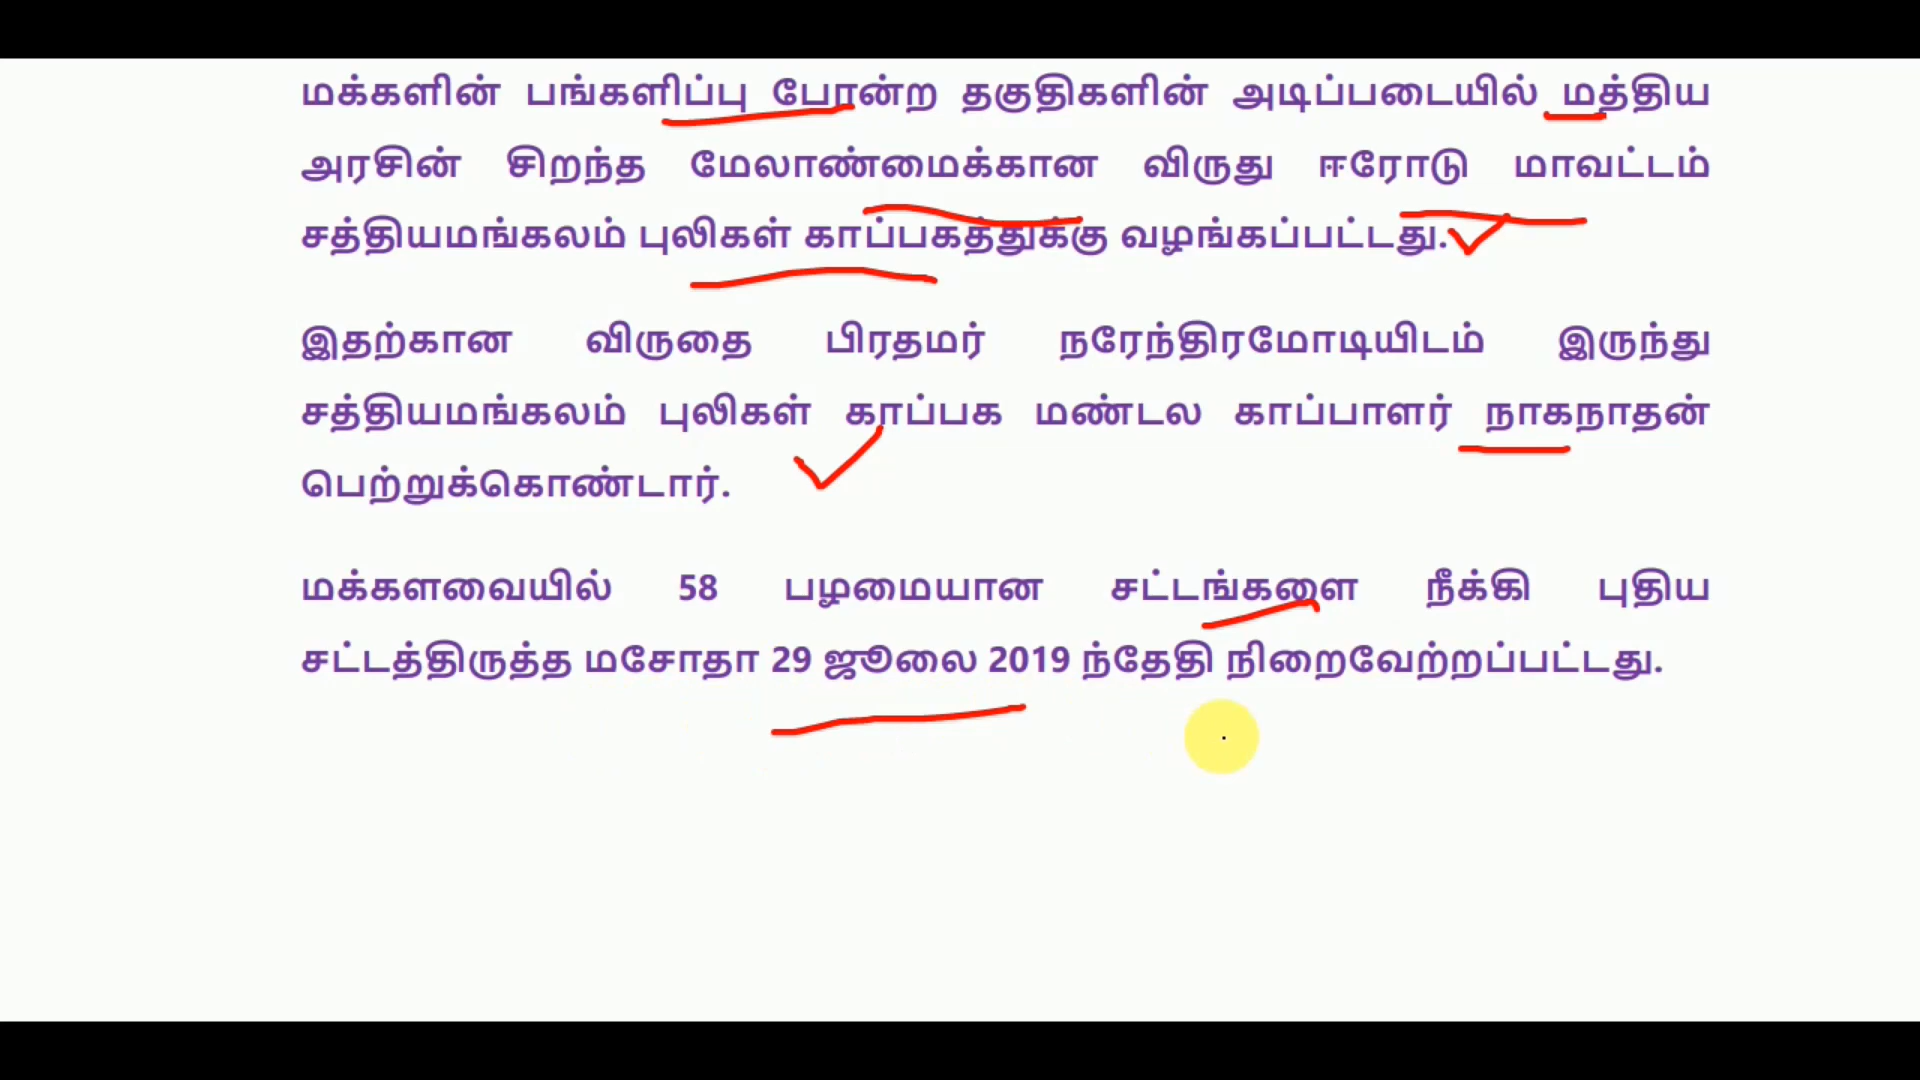 மக்களின் பங்களிப்பு போன்ற தகுதிகளின் அடிப்படையில் மத்திய
அரசின் சிறந்த மேலாண்மைக்கான விருது ஈரோடு மாவட்டம்
சத்தியமங்கலம் புலிகள் காப்பகத்துக்கு வழங்கப்பட்டது.
இதற்கான விருதை பிரதமர் நரேந்திரமோடியிடம் இருந்து
சத்தியமங்கலம் புலிகள் காப்பக மண்டல காப்பாளர் நாகநாதன்
பெற்றுக்கொண்டார்.
மக்களவையில் 58 பழமையான சட்டங்களை நீக்கி புதிய
சட்டத்திருத்த மசோதா 29 ஜூலை 2019 ந்தேதி நிறைவேற்றப்பட்டது.